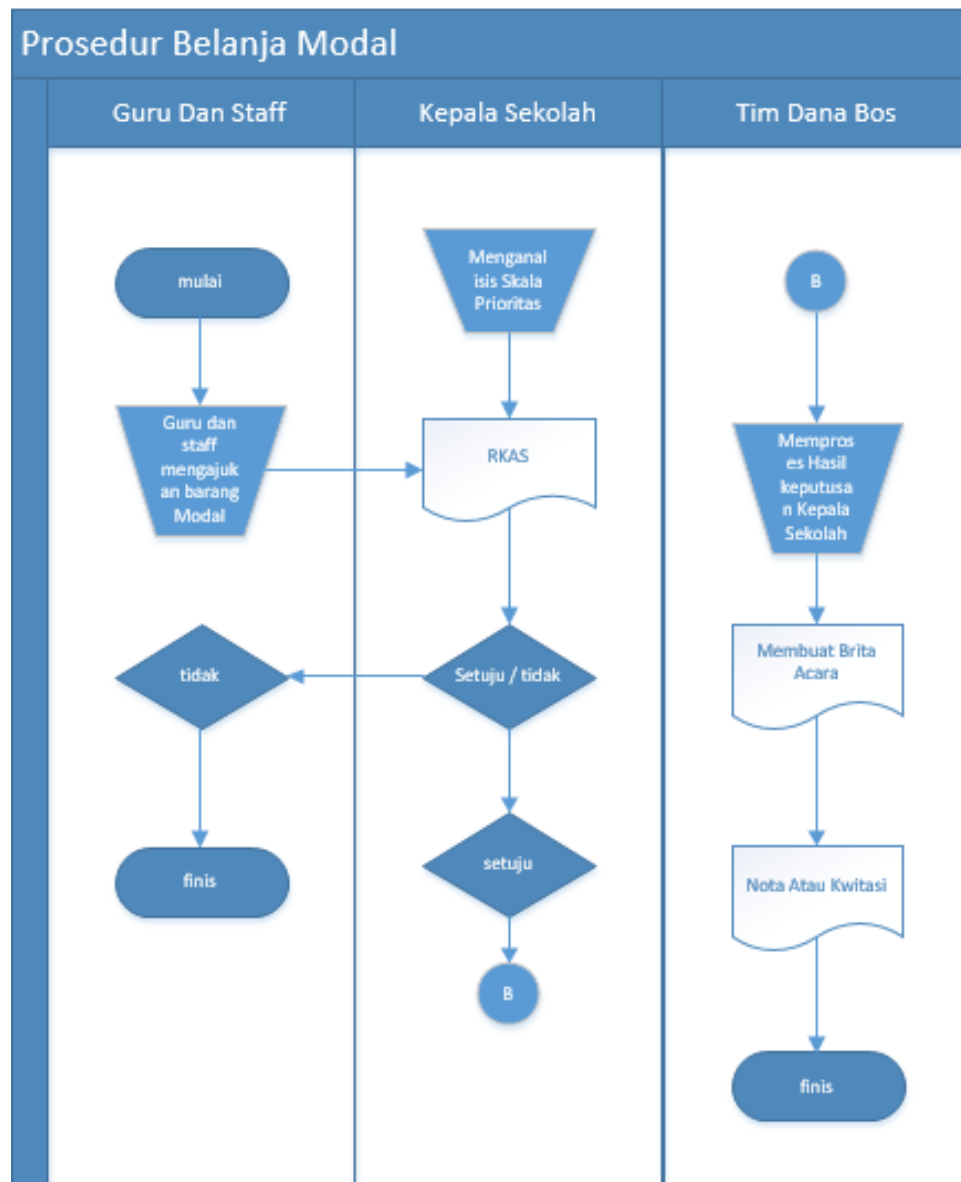 Prosedur Belanja Modal
Guru Dan Staff
Kepala Sekolah
Tim Dana Bos
mulai
Guru dan
staff
mengajuk
an barang
Modal
tidak
finis
Menganal
isis Skala
Prioritas
RKAS
Setuju / tidak
setuju
B
B
Mempros
es Hasil
keputusa
n Kepala
Sekolah
Membuat Brita
Acara
Nota Atau Kwitasi
finis